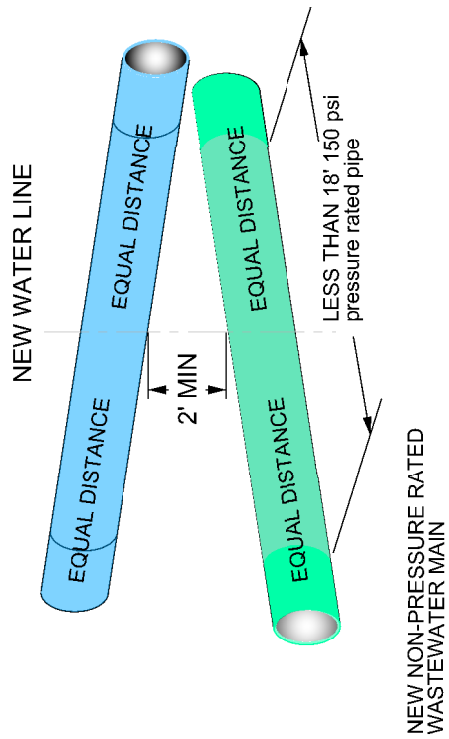 NEW WATER LINE
EQUAL DISTANCE
EQUAL DISTANCE
2' MIN
EQUAL DISTANCE
EQUAL DISTANCE
LESS THAN 18' 150 psi
pressure rated pipe
NEW NON-PRESSURE RATED
WASTEWATER MAIN